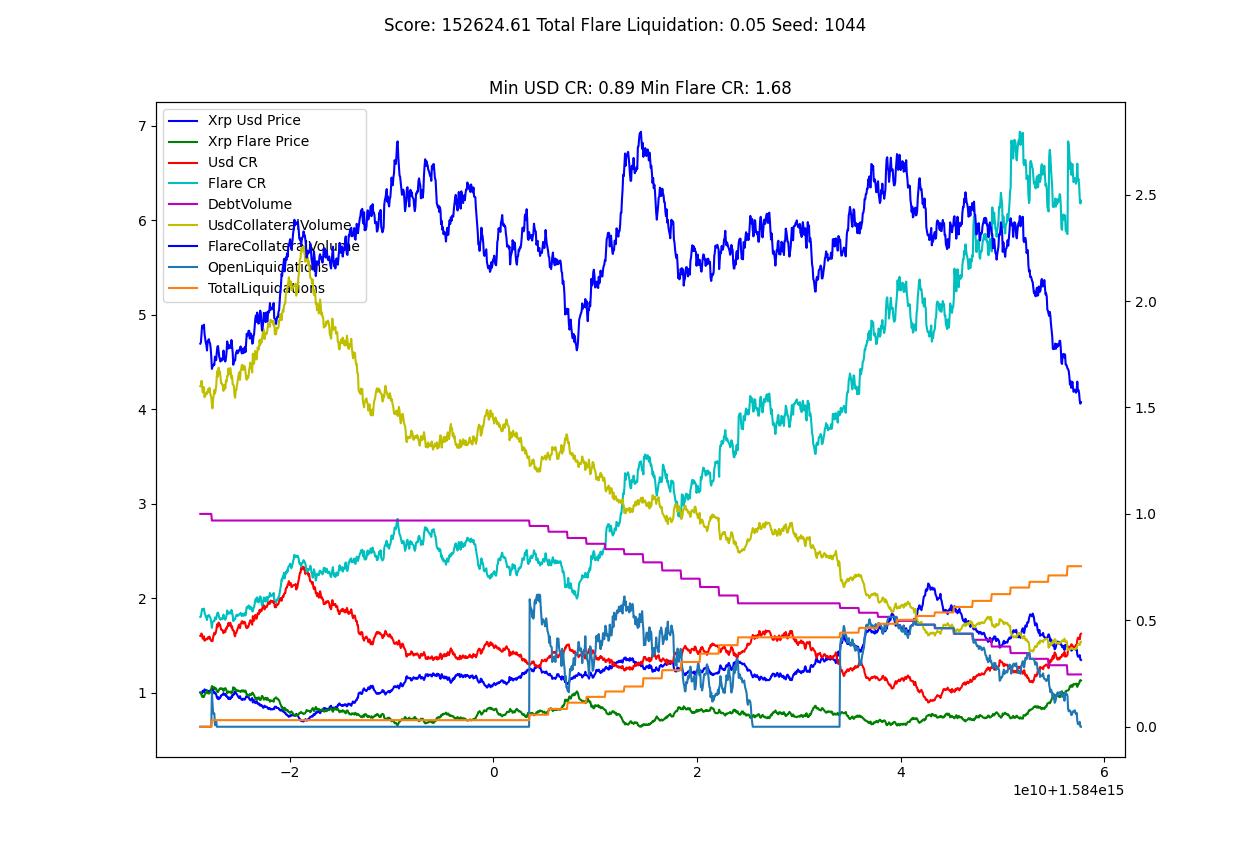 Score: 152624.61 Total Flare Liquidation: 0.05 Seed: 1044
Min USD CR: 0.89 Min Flare CR: 1.68
Xrp Usd Price
Xrp Flare Price
Usd CR
Flare CR
DebtVolume
UsdCollateralVolume
FlareCollateralVolume
OpenLiquidations
TotalLiquidations
7
6
5
4
3
2
1
2.5
2.0
1.5
1.0
0.5
0.0
−2 0 2 4 6
1e10+1.584e15